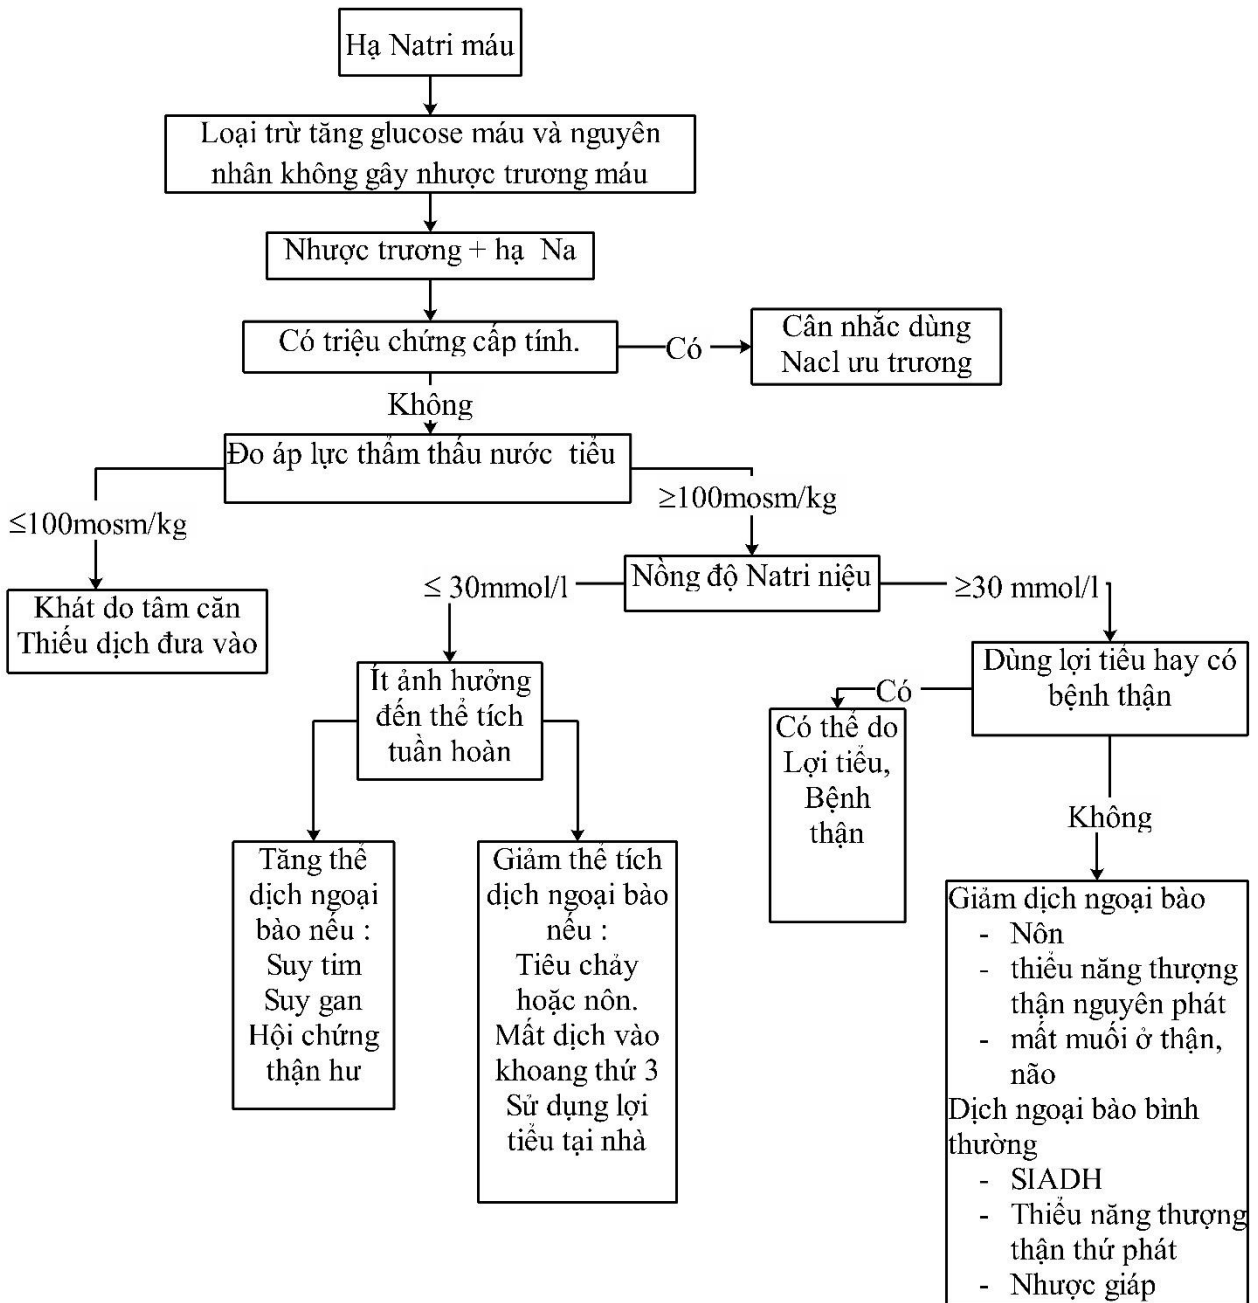 Hạ Natri máu
Loại trừ tăng glucose máu và nguyên
nhân không gây nhược trương máu
Nhược trương + hạ Na
Có triệu chứng cấp tính.
Có
Cân nhắc dùng
Nacl ưu trương
Không
Đo áp lực thẩm thấu nước tiểu
≤100mosm/kg
≥100mosm/kg
Khát do tâm căn
Thiếu dịch đưa vào
Nồng độ Natri niệu
≤ 30mmol/l
≥30 mmol/l
Ít ảnh hưởng
đến thể tích
tuần hoàn
Dùng lợi tiểu hay có
bệnh thận
Có
Có thể do
Lợi tiểu,
Bệnh
thận
Không
Tăng thể
dịch ngoại
bào nếu :
Suy tim
Suy gan
Hội chứng
thận hư
Giảm thể tích
dịch ngoại bào
nếu :
Tiêu chảy
hoặc nôn.
Mất dịch vào
khoang thứ 3
Sử dụng lợi
tiểu tại nhà
Giảm dịch ngoại bào
- Nôn
- thiểu năng thượng
thận nguyên phát
- mất muối ở thận,
não
Dịch ngoại bào bình
thường
- SIADH
- Thiểu năng thượng
thận thứ phát
- Nhược giáp